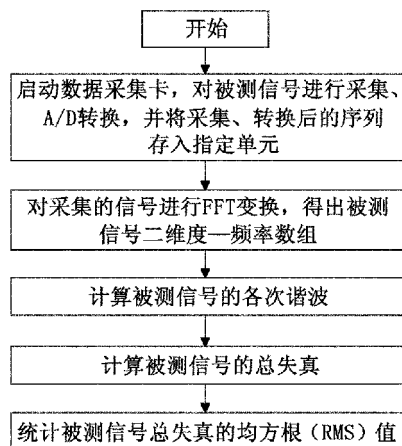 开始
启动数据采集卡，对被测信号进行采集、
A/D转换，并将采集、转换后的序列
存入指定单元
对采集的信号进行FFT变换，得出被测
信号二维度—频率数组
计算被测信号的各次谐波
计算被测信号的总失真
统计被测信号总失真的均方根（RMS）值